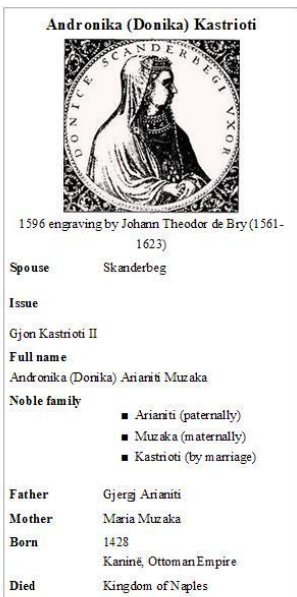 Andronika (Donika) Kastrioti
DONICE SCANDERBEGI VXOR
1596 engraving by Johann Theodor de Bry (1561-
1623)
Spouse Skanderbeg
Issue
Gjon Kastrioti II
Full name
Andronika (Donika) Arianiti Muzaka
Noble family
■ Arianiti (paternally)
■ Muzaka (maternally)
■ Kastrioti (by marriage)
Father Gjergj Arianiti
Mother Maria Muzaka
Born 1428
Kaninë, Ottoman Empire
Died Kingdom of Naples